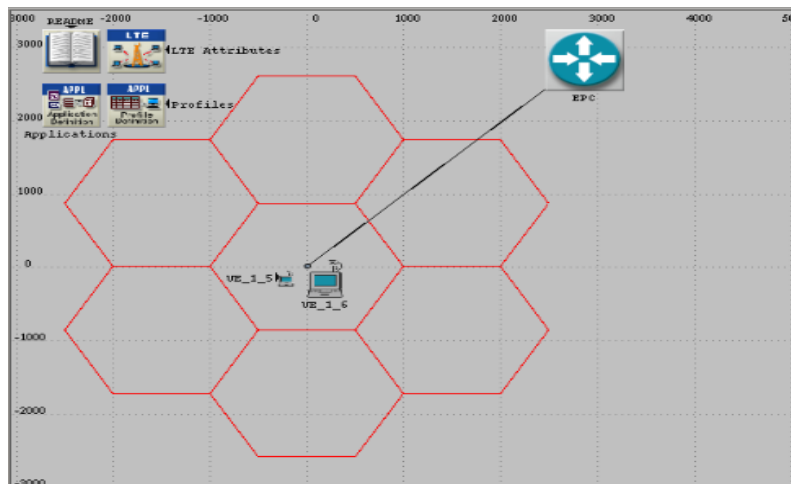 3000 -2000 -1000 0 1000 2000 3000 4000 5
README
LTE
LTE Attributes
3000
APPL
APPL
Profiles
Application
Definition
Profile
Definition
2000
Applications
EPC
1000
0
UE_1_5
UE_1_6
-1000
-2000
-3000